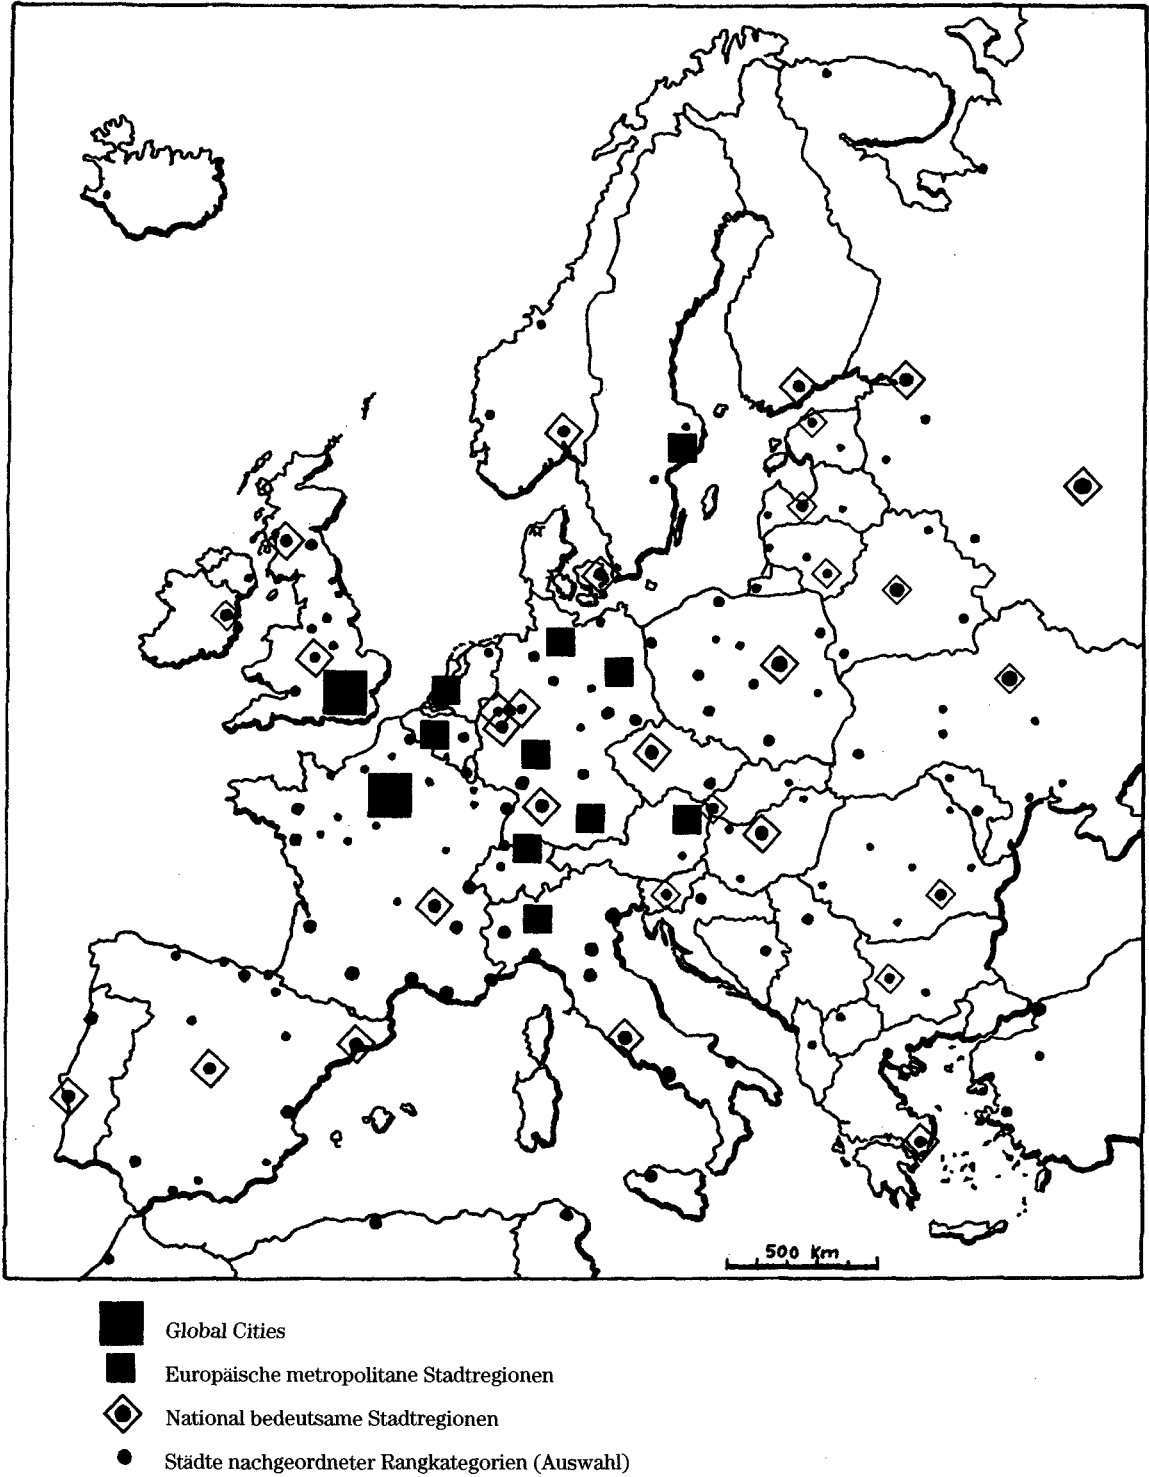 500 Km
Global Cities
Europäische metropolitane Stadtregionen
National bedeutsame Stadtregionen
Städte nachgeordneter Rangkategorien (Auswahl)